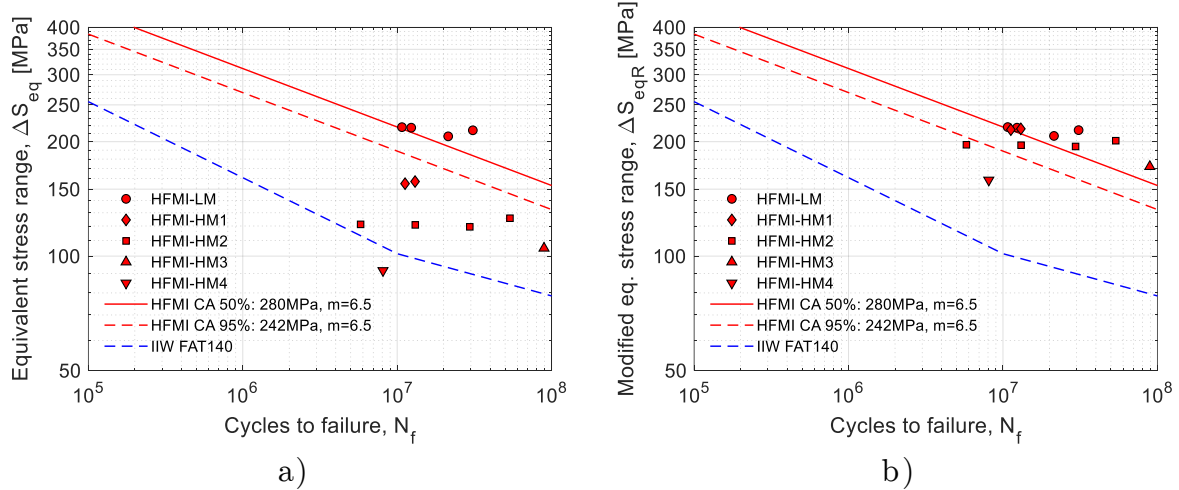 400
350
300
250
200
150
100
50
Equivalent stress range, ΔS_eq [MPa]
HFMI-LM
HFMI-HM1
HFMI-HM2
HFMI-HM3
HFMI-HM4
HFMI CA 50%: 280MPa, m=6.5
HFMI CA 95%: 242MPa, m=6.5
IIW FAT140
10^5 10^6 10^7 10^8
Cycles to failure, N_f
a)
400
350
300
250
200
150
100
50
Modified eq. stress range, ΔS_eqR [MPa]
HFMI-LM
HFMI-HM1
HFMI-HM2
HFMI-HM3
HFMI-HM4
HFMI CA 50%: 280MPa, m=6.5
HFMI CA 95%: 242MPa, m=6.5
IIW FAT140
10^5 10^6 10^7 10^8
Cycles to failure, N_f
b)